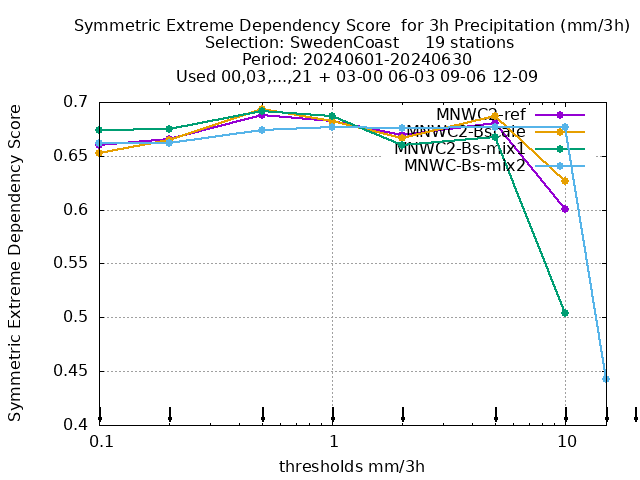 Symmetric Extreme Dependency Score  for 3h Precipitation (mm/3h)
Selection: SwedenCoast     19 stations
Period: 20240601-20240630
Used 00,03,...,21 + 03-00 06-03 09-06 12-09
Symmetric Extreme Dependency Score
0.7
0.65
0.6
0.55
0.5
0.45
0.4
MNWC2-ref
MNWC2-Bs-mix1
MNWC-Bs-mix2
0.1
1
10
thresholds mm/3h